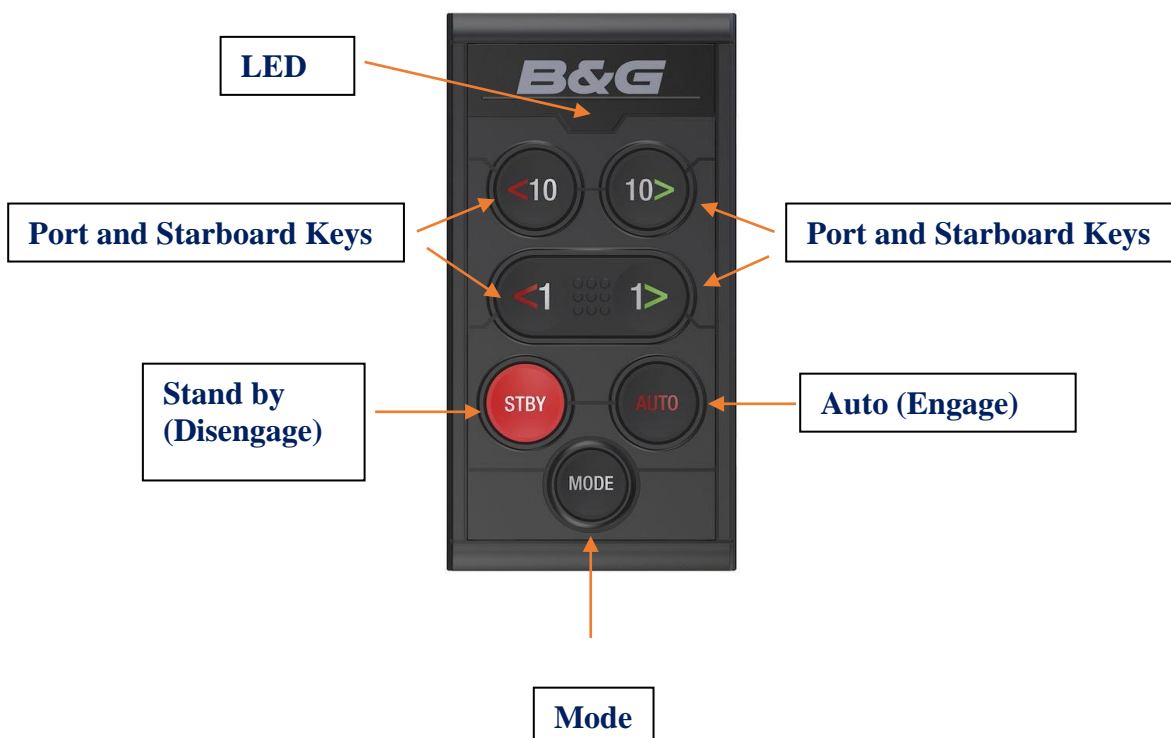 B&G
LED
<10
10>
Port and Starboard Keys
Port and Starboard Keys
<1
1>
Stand by
(Disengage)
STBY
AUTO
Auto (Engage)
MODE
Mode